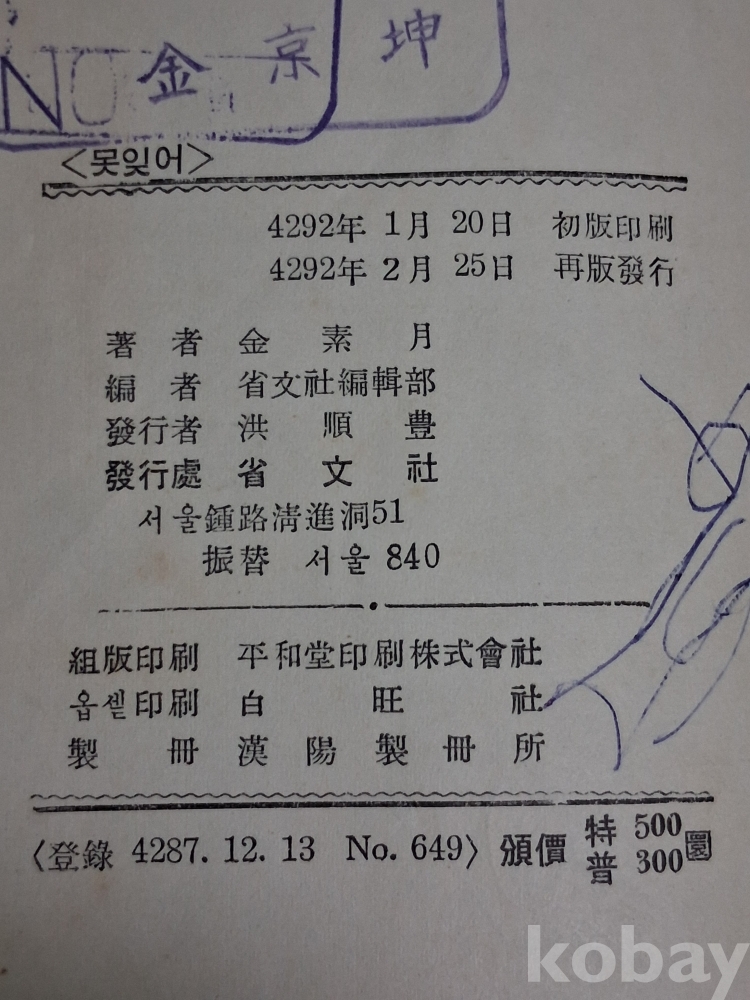 金京坤
<못잊어>
4292年 1月 20日 初版印刷
4292年 2月 25日 再版發行
著者 金素月
編者 省文社編輯部
發行者 洪順豊
發行處 省文社
서울鍾路淸進洞51
振替 서울 840
組版印刷 平和堂印刷株式會社
옵셑印刷 白旺社
製冊 漢陽製冊所
〈登錄 4287.12.13 No. 649〉 頒價 特 500 普 300 圜
kobay